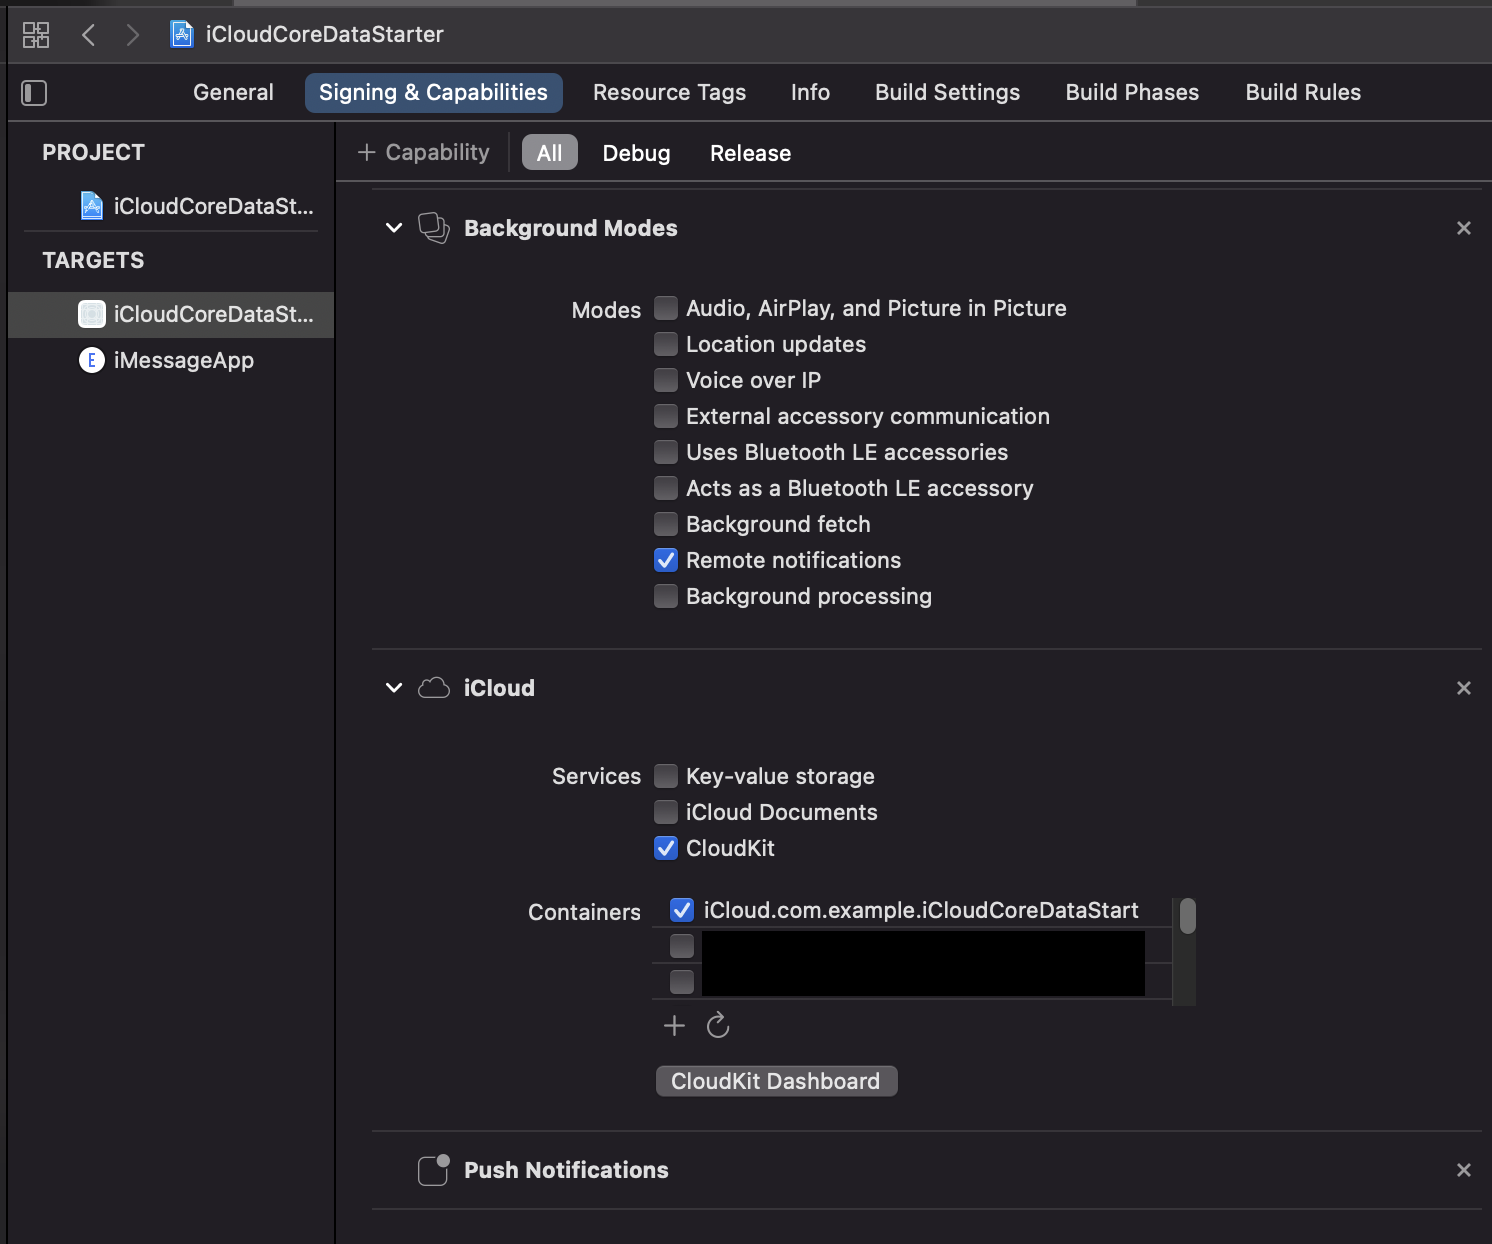 iCloudCoreDataStarter
General Signing & Capabilities Resource Tags Info Build Settings Build Phases Build Rules
PROJECT
iCloudCoreDataSt...
TARGETS
iCloudCoreDataSt...
E iMessageApp
+ Capability All Debug Release
Background Modes
Modes Audio, AirPlay, and Picture in Picture
Location updates
Voice over IP
External accessory communication
Uses Bluetooth LE accessories
Acts as a Bluetooth LE accessory
Background fetch
Remote notifications
Background processing
iCloud
Services Key-value storage
iCloud Documents
CloudKit
Containers iCloud.com.example.iCloudCoreDataStart
CloudKit Dashboard
Push Notifications